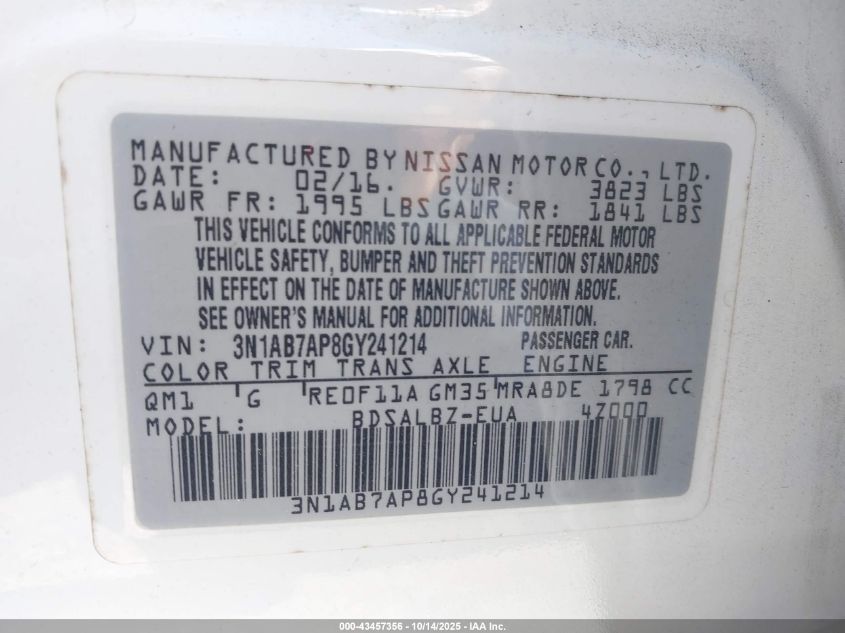 MANUFACTURED BY NISSAN MOTOR CO., LTD.
DATE: 02/16. GVWR: 3823 LBS
GAWR FR: 1995 LBS GAWR RR: 1841 LBS
THIS VEHICLE CONFORMS TO ALL APPLICABLE FEDERAL MOTOR
VEHICLE SAFETY, BUMPER AND THEFT PREVENTION STANDARDS
IN EFFECT ON THE DATE OF MANUFACTURE SHOWN ABOVE.
SEE OWNER'S MANUAL FOR ADDITIONAL INFORMATION.
VIN: 3N1AB7AP8GY241214 PASSENGER CAR.
COLOR TRIM TRANS AXLE ENGINE
QM1 ' G ' RE0F11A GM35 ' MRA8DE 1798 CC
MODEL: BDSALBZ-EUA 4Z000
3N1AB7AP8GY241214
000-43457356 - 10/14/2025 - IAA Inc.